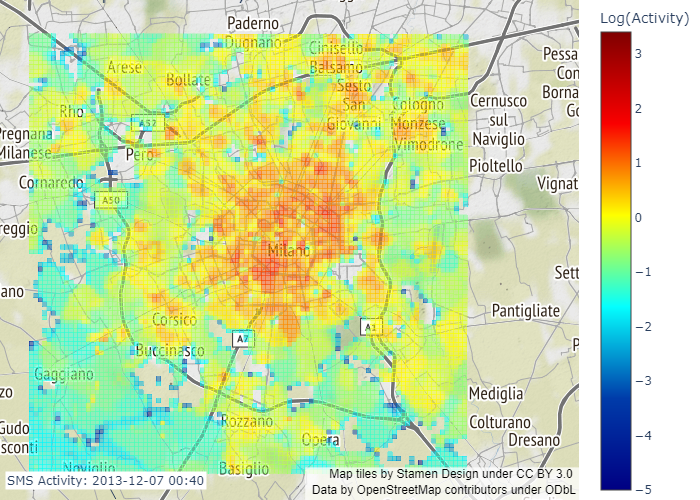 Paderno
Dugnano
Cinisello
Balsamo
Arese
Bollate
Sesto
San
Giovanni
Rho
A52
Cologno
Monzese
Vimodrone
Pero
Pregnana
Milanese
Cornaredo
A50
Cernusco
sul
Naviglio
Pioltello
Pessa
Con
Borna
Go
Vignat
reggio
Milano
Sett
ano
Pantigliate
Corsico
A7
A1
Buccinasco
P
Gaggiano
zo
Mediglia
Rozzano
Colturano
Gudo
sconti
Opera
Dresano
Noviglio
Basiglio
SMS Activity: 2013-12-07 00:40
Map tiles by Stamen Design under CC BY 3.0
Data by OpenStreetMap contributors under ODbL
Log(Activity)
3
2
1
0
−1
−2
−3
−4
−5